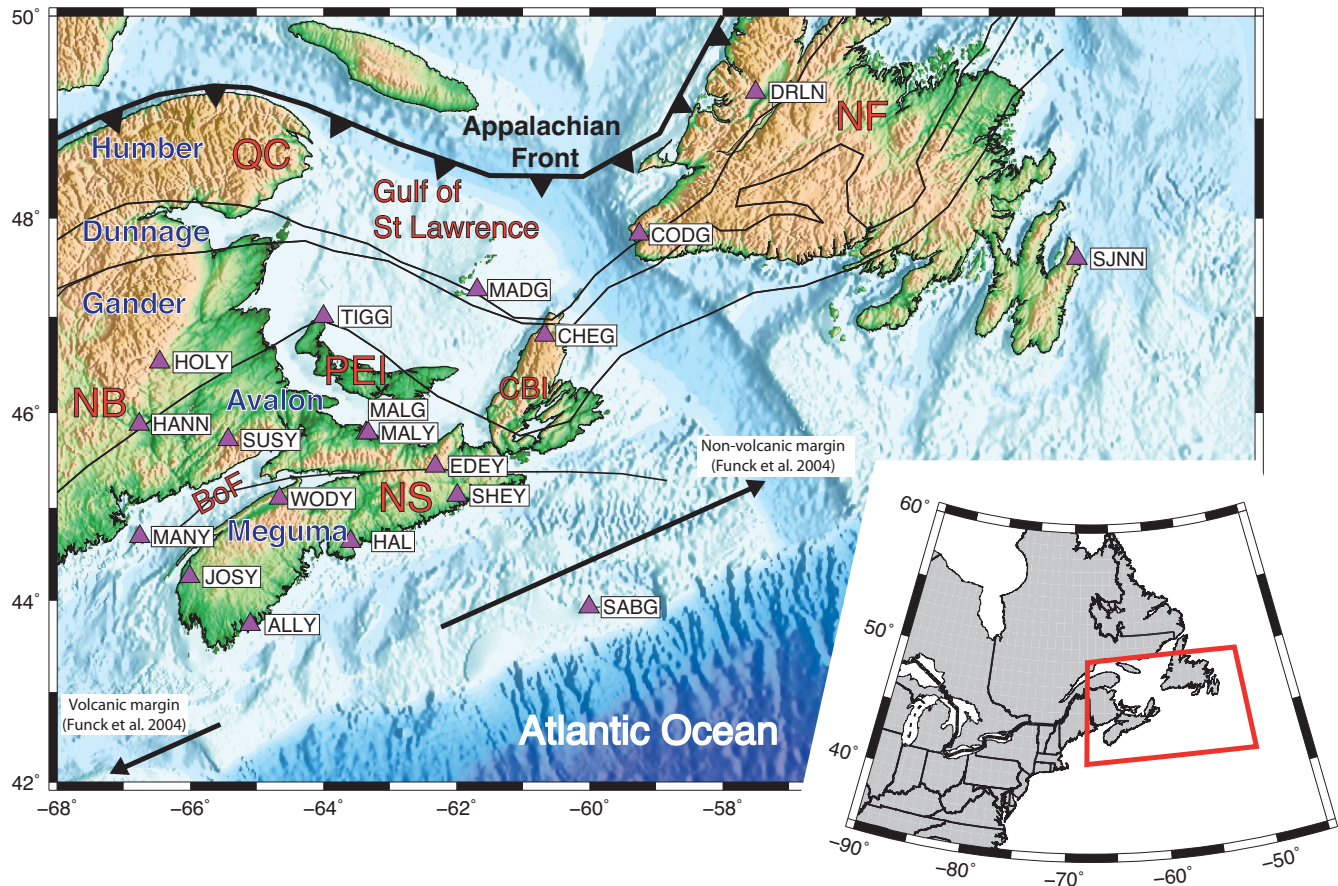 50˚
48˚
46˚
44˚
42˚
−68
−66
−64
−62
−60
−58
Appalachian
Front
Humber
QC
Gulf of
St Lawrence
Dunnage
Gander
NF
DRLN
CODG
SJNN
MADG
TIGG
CHEG
HOLY
PEI
CBI
NB
Avalon
MALG
HANN
MALY
SUSY
EDEY
BoF
WODY
NS
SHEY
MANY
Meguma
HAL
JOSY
ALLY
SABG
Non-volcanic margin
(Funck et al. 2004)
Volcanic margin
(Funck et al. 2004)
Atlantic Ocean
60˚
50˚
40˚
−90˚
−80˚
−70˚
−60˚
−50˚